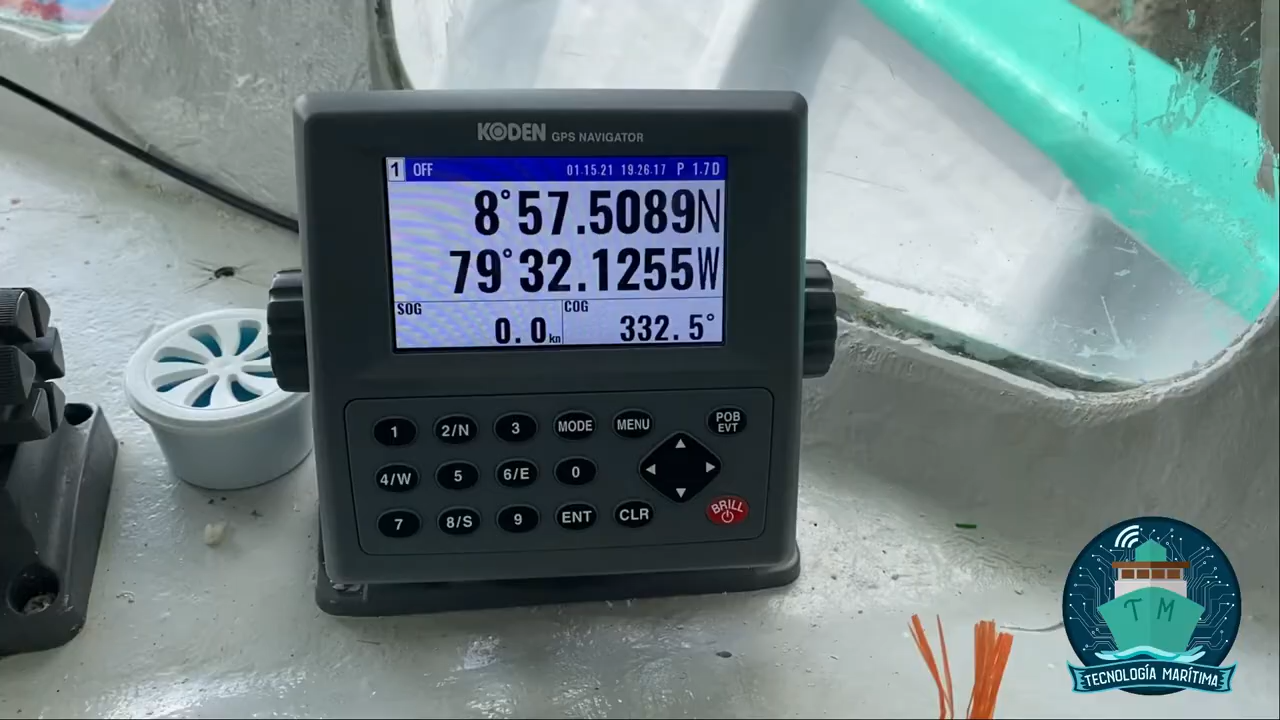 KODEN GPS NAVIGATOR
1 OFF 01.15.21 19:26:17 P 1.7D
8°57.5089N
79°32.1255W
SOG COG
0.0kn 332.5°
1 2/N 3 MODE MENU POB EVT
4/W 5 6/E 0
7 8/S 9 ENT CLR BRILL
T M
TECNOLOGÍA MARÍTIMA